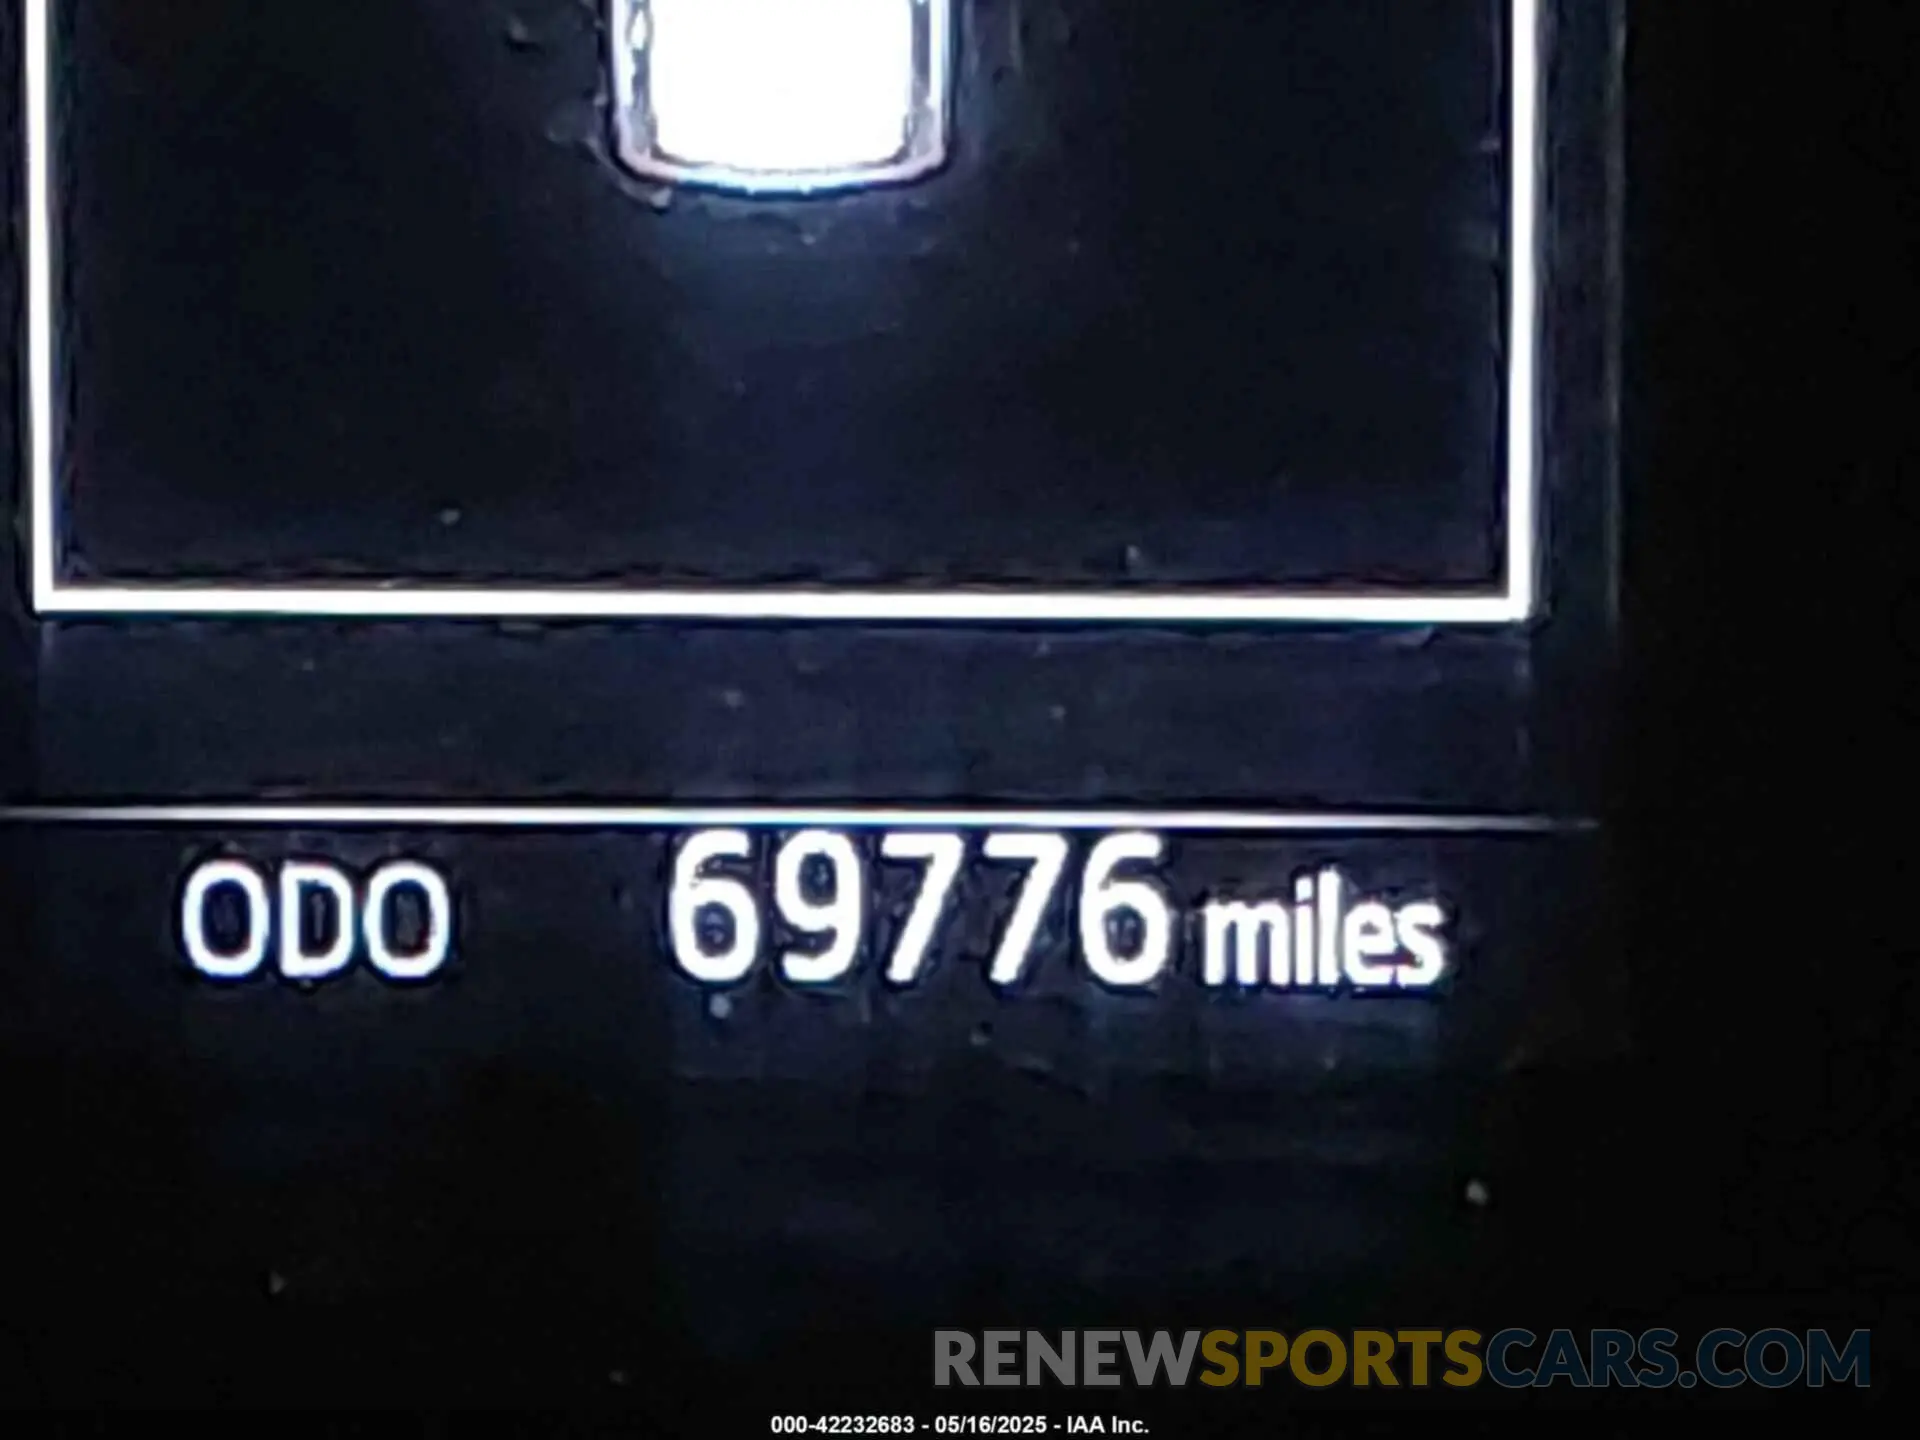 ODO 69776 miles
RENEWSPORTSCARS.COM
000-42232683 - 05/16/2025 - IAA Inc.